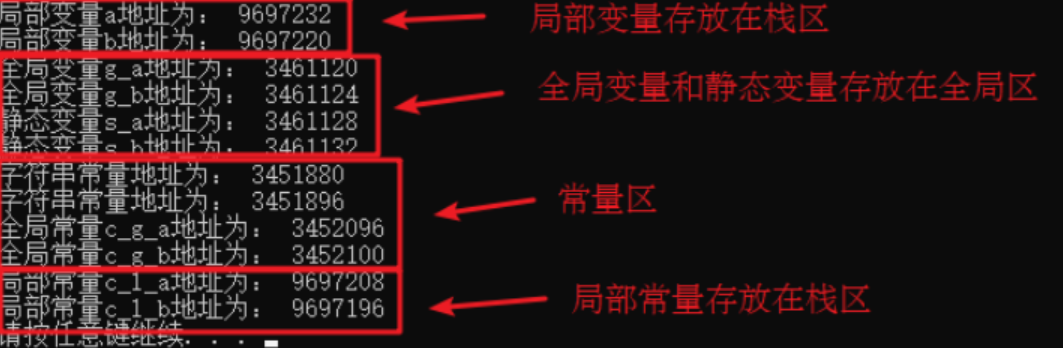 局部变量a地址为： 9697232
局部变量b地址为： 9697220
局部变量存放在栈区
全局变量g_a地址为： 3461120
全局变量g_b地址为： 3461124
静态变量s_a地址为： 3461128
静态变量s_b地址为： 3461132
全局变量和静态变量存放在全局区
字符串常量地址为： 3451880
字符串常量地址为： 3451896
全局常量c_g_a地址为： 3452096
全局常量c_g_b地址为： 3452100
常量区
局部常量c_l_a地址为： 9697208
局部常量c_l_b地址为： 9697196
局部常量存放在栈区
请按任意键继续. . .